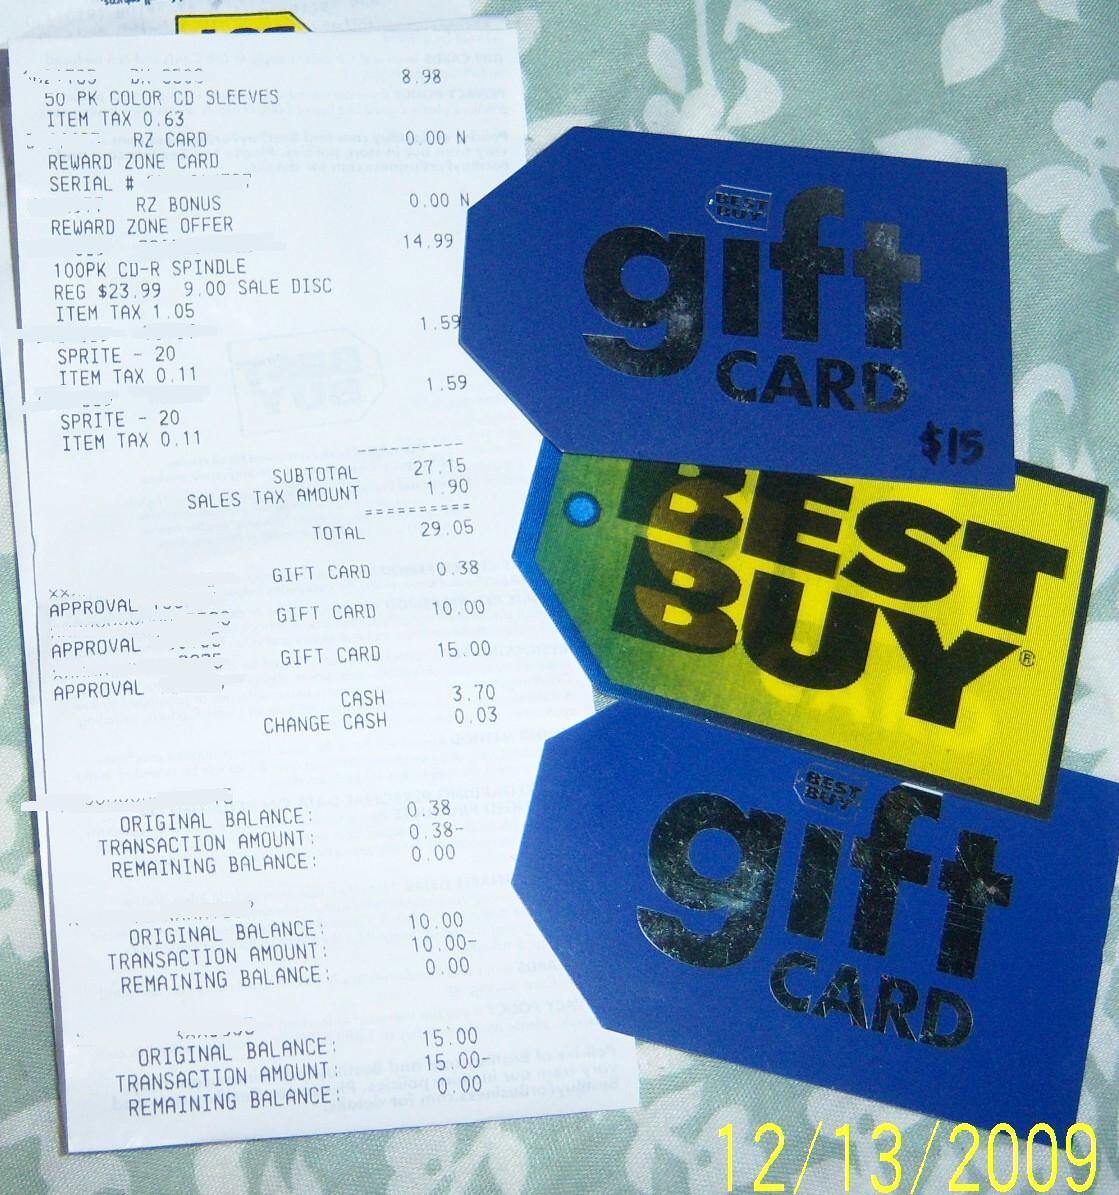 8.98
50 PK COLOR CD SLEEVES
ITEM TAX 0.63
RZ CARD 0.00 N
REWARD ZONE CARD
SERIAL #
RZ BONUS 0.00 N
REWARD ZONE OFFER
14.99
100PK CD-R SPINDLE
REG $23.99 9.00 SALE DISC
ITEM TAX 1.05
1.59
SPRITE - 20
ITEM TAX 0.11
1.59
SPRITE - 20
ITEM TAX 0.11
SUBTOTAL 27.15
SALES TAX AMOUNT 1.90
TOTAL 29.05
GIFT CARD 0.38
APPROVAL
GIFT CARD 10.00
APPROVAL
GIFT CARD 15.00
APPROVAL
CASH 3.70
CHANGE CASH 0.03
ORIGINAL BALANCE: 0.38
TRANSACTION AMOUNT: 0.38-
REMAINING BALANCE: 0.00
ORIGINAL BALANCE: 10.00
TRANSACTION AMOUNT: 10.00-
REMAINING BALANCE: 0.00
ORIGINAL BALANCE: 15.00
TRANSACTION AMOUNT: 15.00-
REMAINING BALANCE: 0.00
BEST
BUY
gift
CARD
$15
BEST
BUY®
BEST
BUY
gift
CARD
12/13/2009